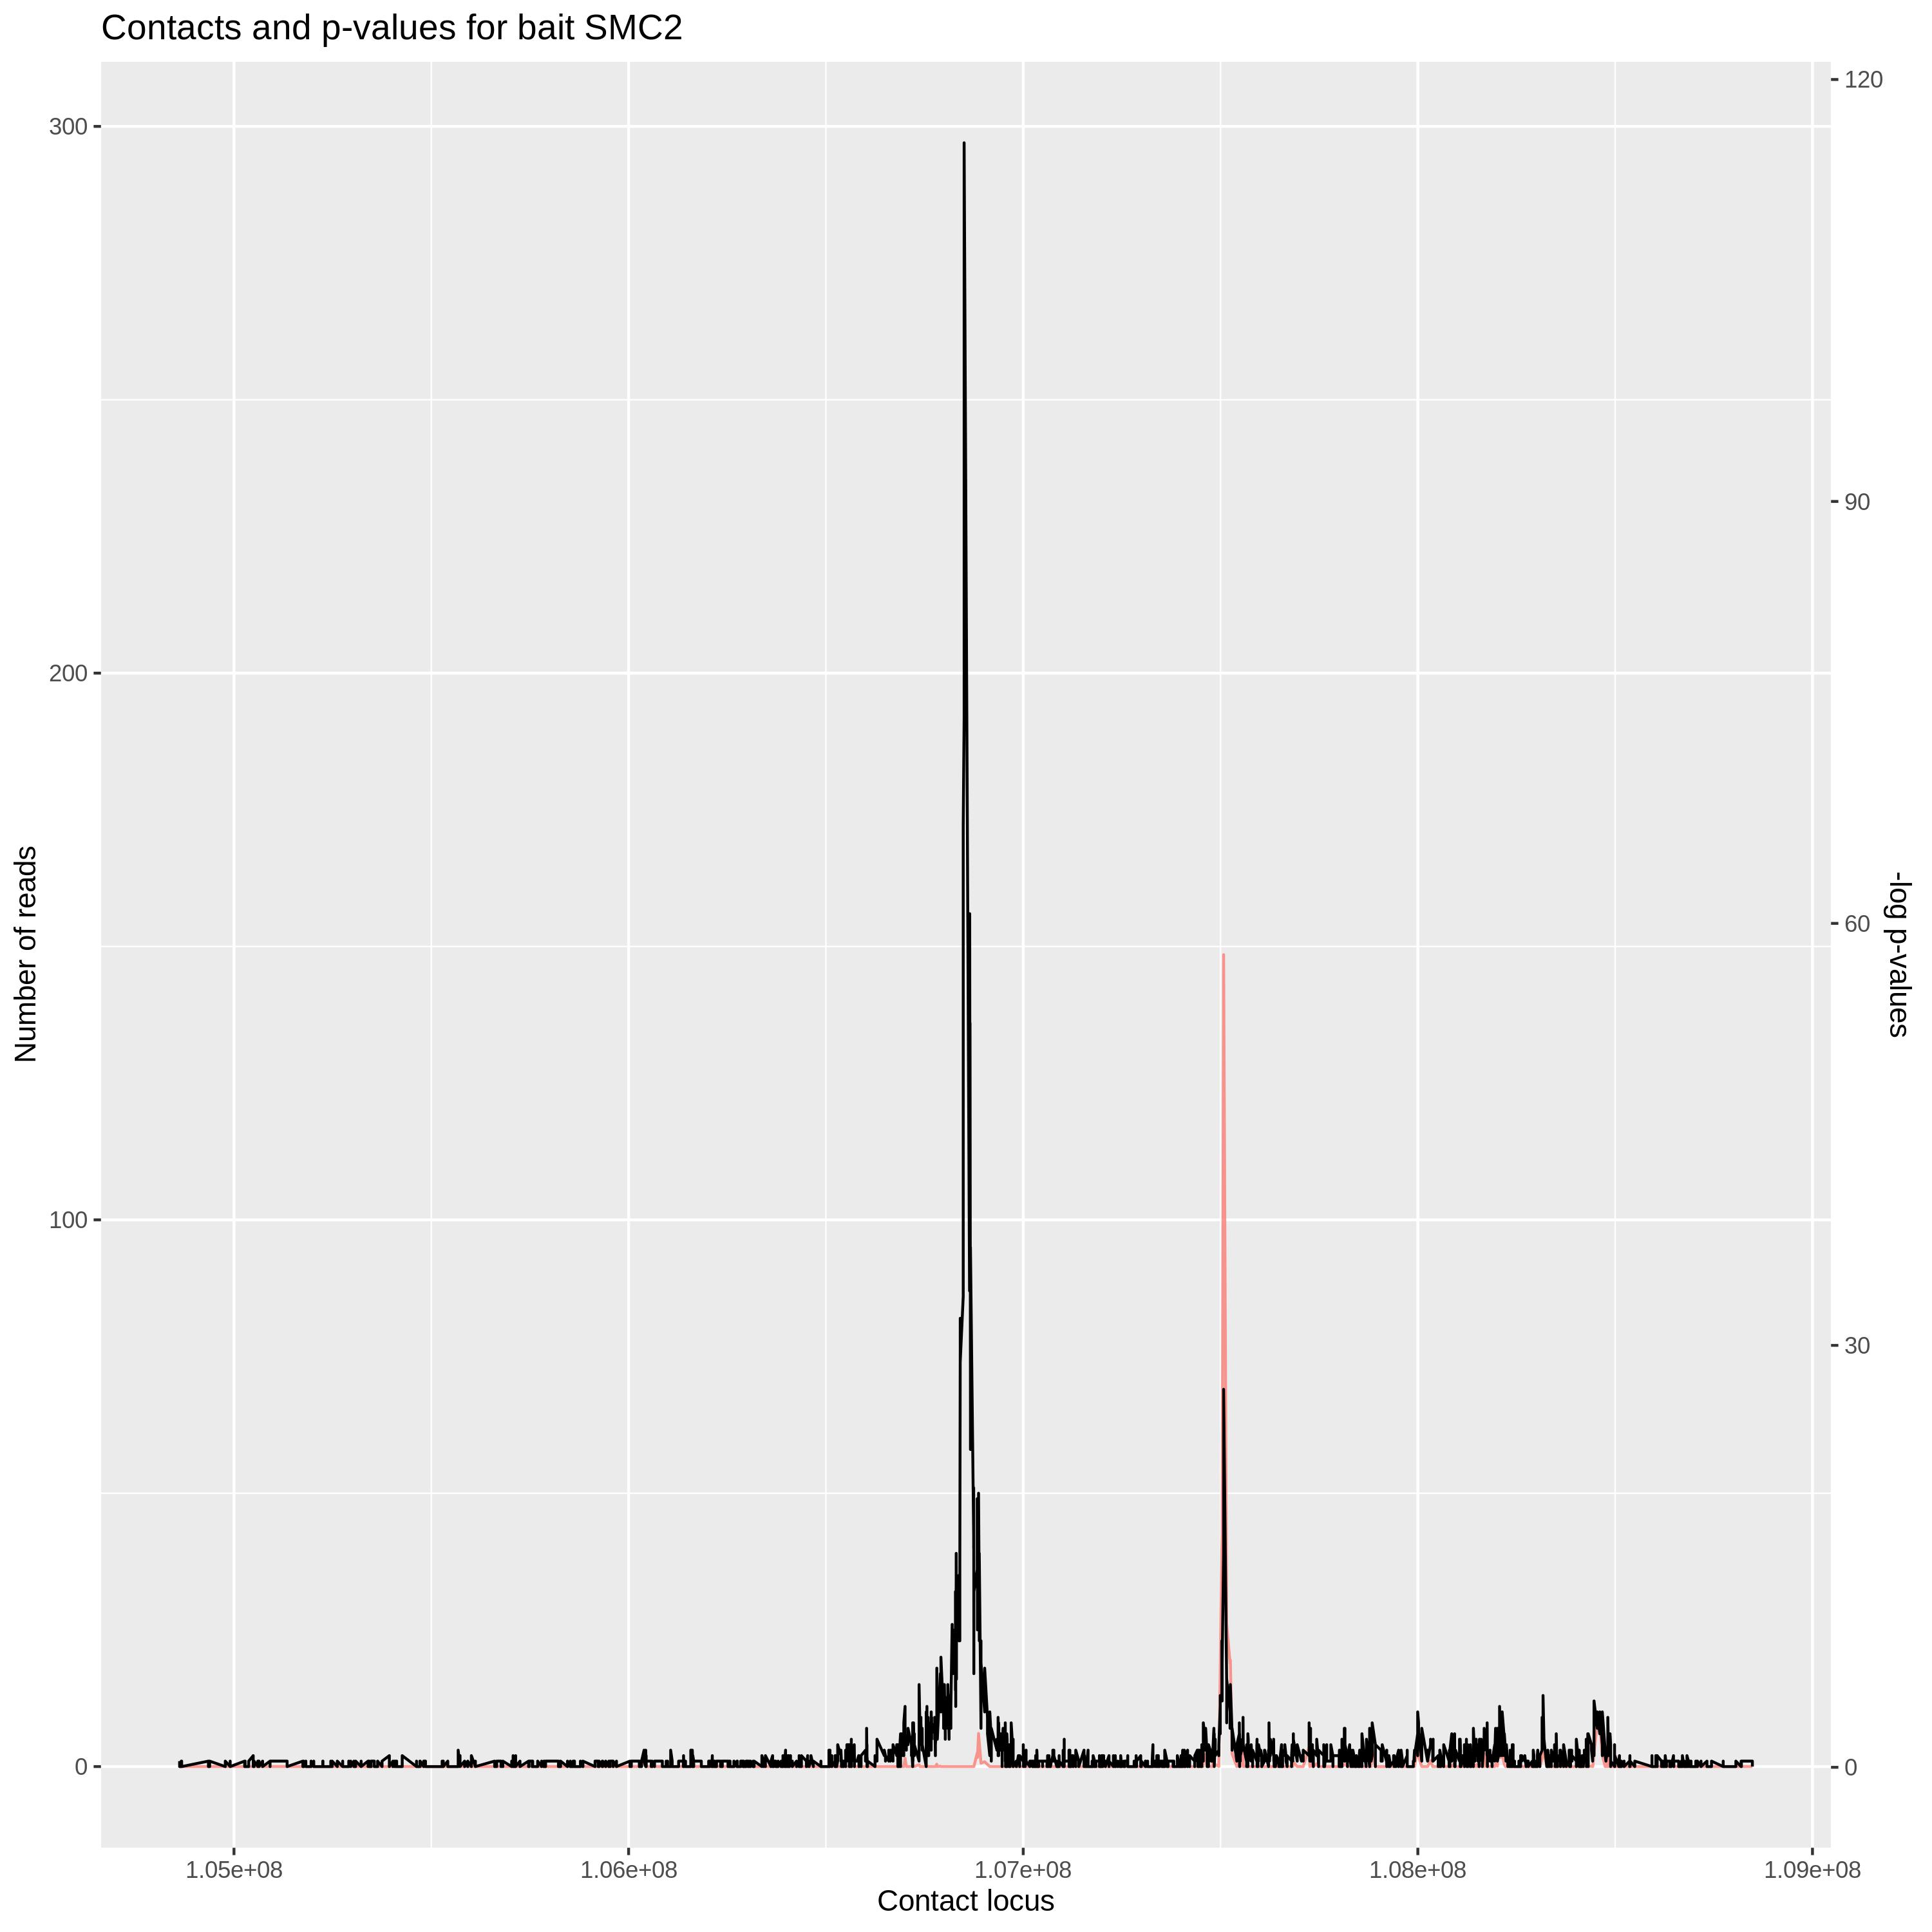 Contacts and p-values for bait SMC2
300
200
100
0
Number of reads
120
90
60
30
0
-log p-values
1.05e+08
1.06e+08
1.07e+08
1.08e+08
1.09e+08
Contact locus